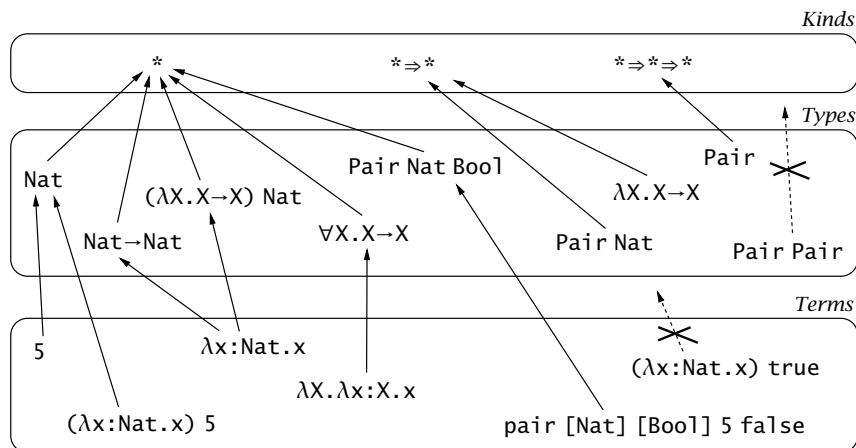 Kinds
* *⇒* *⇒*⇒*
Types
Nat (λX.X→X) Nat Pair Nat Bool λX.X→X Pair
Nat→Nat ∀X.X→X Pair Nat Pair Pair
Terms
5 λx:Nat.x (λx:Nat.x) true
λX.λx:X.x
(λx:Nat.x) 5 pair [Nat] [Bool] 5 false